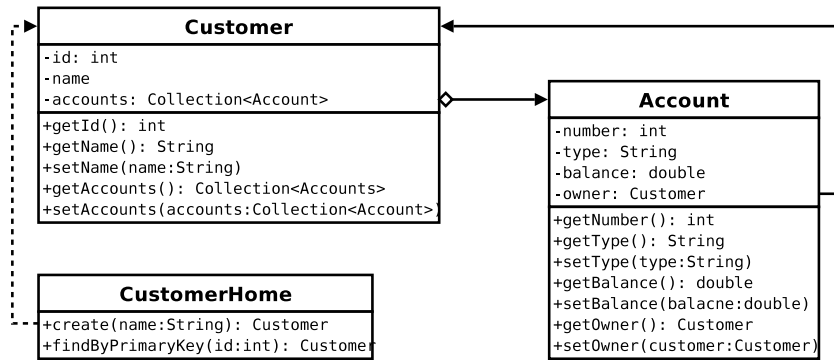 Customer
-id: int
-name
-accounts: Collection<Account>
+getId(): int
+getName(): String
+setName(name:String)
+getAccounts(): Collection<Accounts>
+setAccounts(accounts:Collection<Account>)
Account
-number: int
-type: String
-balance: double
-owner: Customer
+getNumber(): int
+getType(): String
+setType(type:String)
+getBalance(): double
+setBalance(balacne:double)
+getOwner(): Customer
+setOwner(customer:Customer)
CustomerHome
+create(name:String): Customer
+findByPrimaryKey(id:int): Customer